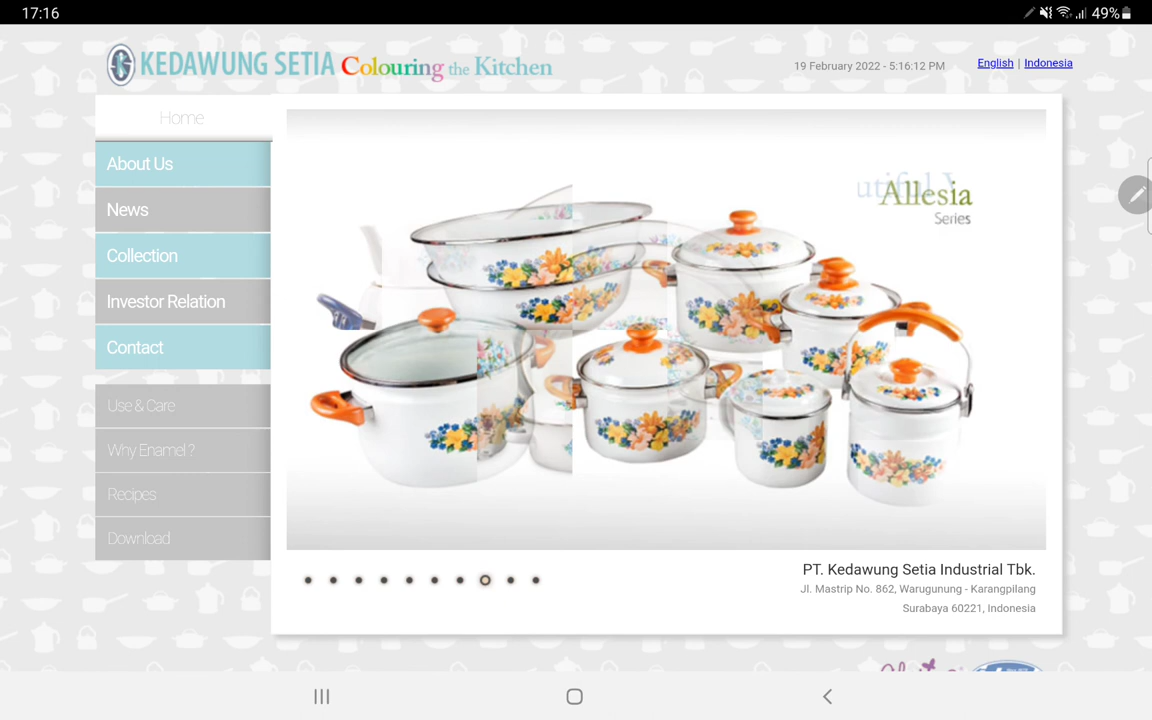 17:16
49%
KEDAWUNG SETIA Colouring the Kitchen
19 February 2022 - 5:16:12 PM
English | Indonesia
Home
About Us
News
Collection
Investor Relation
Contact
Use & Care
Why Enamel ?
Recipes
Download
Allesia
Series
PT. Kedawung Setia Industrial Tbk.
Jl. Mastrip No. 862, Warugunung - Karangpilang
Surabaya 60221, Indonesia